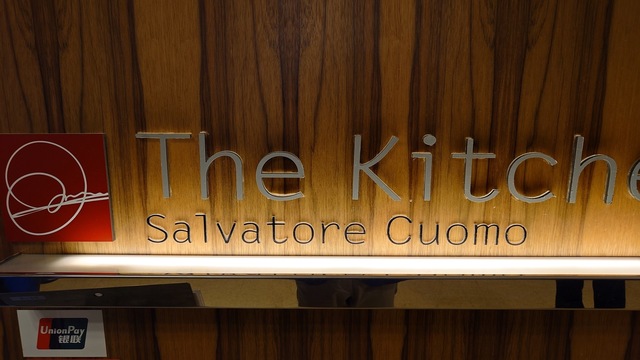 The Kitche
Salvatore Cuomo
UnionPay
银联